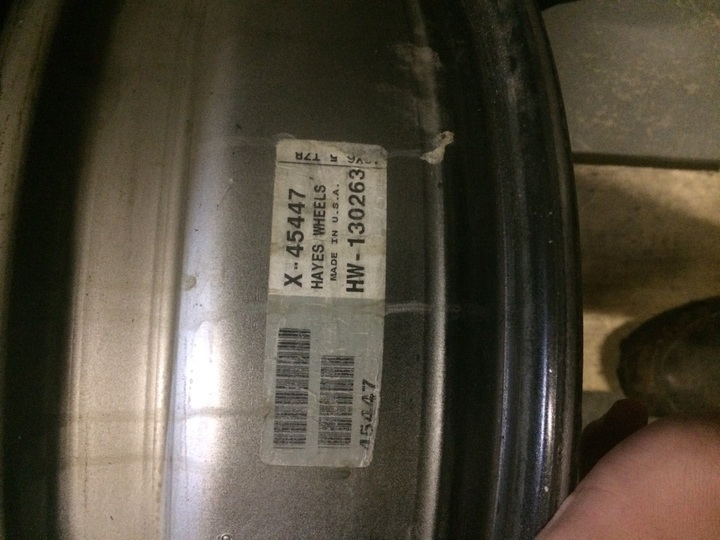 X-45447
HAYES WHEELS
MADE IN U.S.A.
HW-130263
45447